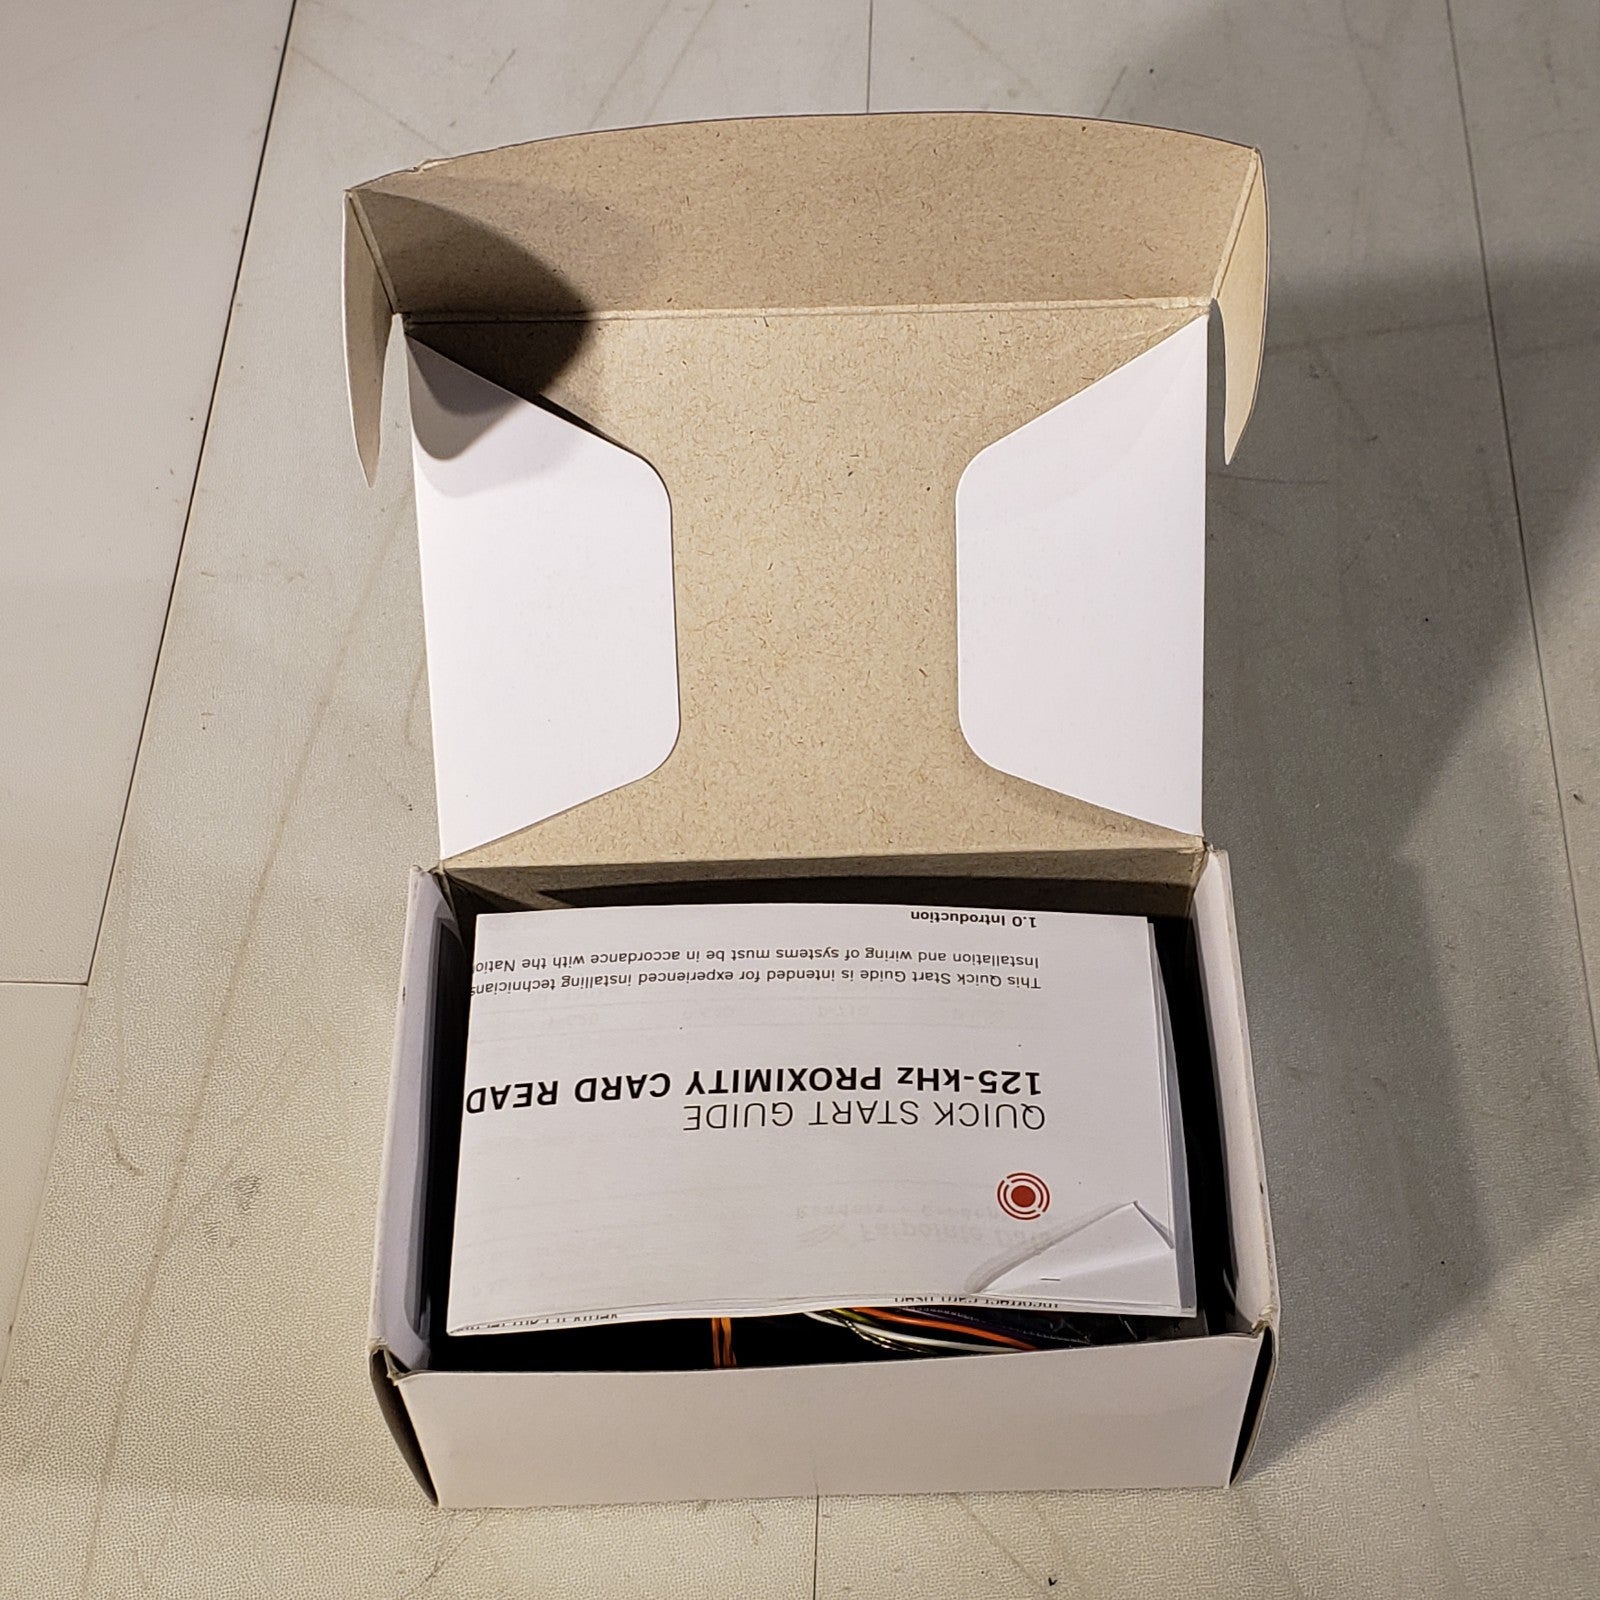 QUICK START GUIDE
125-kHz PROXIMITY CARD READ
This Quick Start Guide is intended for experienced installing technicians
Installation and wiring of systems must be in accordance with the Natio
1.0 Introduction